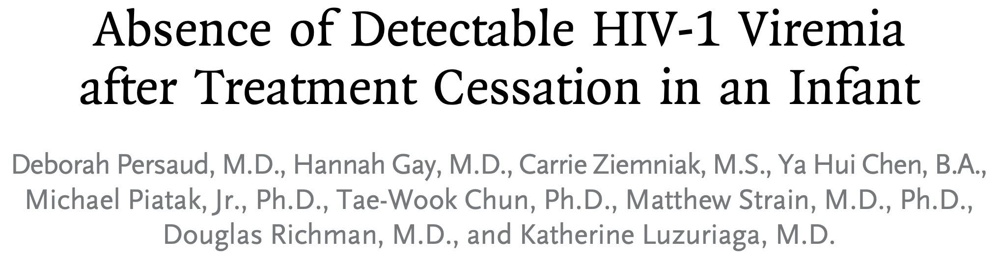 Absence of Detectable HIV-1 Viremia
after Treatment Cessation in an Infant
Deborah Persaud, M.D., Hannah Gay, M.D., Carrie Ziemniak, M.S., Ya Hui Chen, B.A.,
Michael Piatak, Jr., Ph.D., Tae-Wook Chun, Ph.D., Matthew Strain, M.D., Ph.D.,
Douglas Richman, M.D., and Katherine Luzuriaga, M.D.